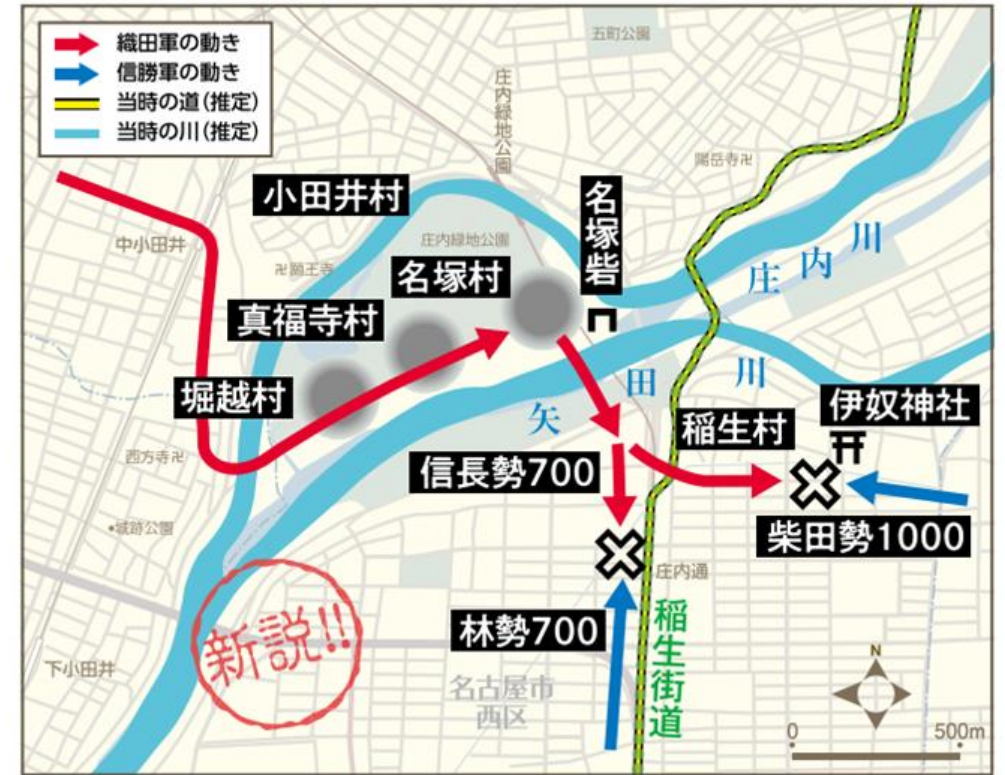 織田軍の動き
信勝軍の動き
当時の道(推定)
当時の川(推定)
五町公園
庄内緑地公園
陽岳寺卍
小田井村
名塚砦
中小田井
庄内緑地公園
卍願王寺
名塚村
庄内川
真福寺村
堀越村
矢田川
伊奴神社
稲生村
西方寺卍
信長勢700
城跡公園
柴田勢1000
庄内通
新説!!
林勢700
稲生街道
下小田井
名古屋市
西区
N
0
500m